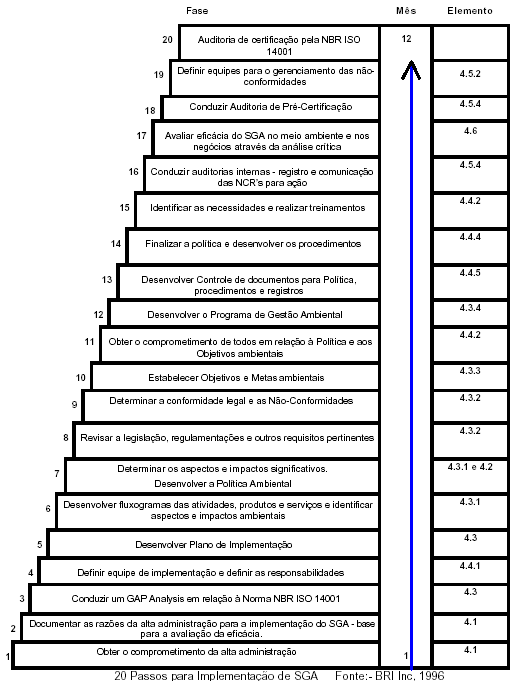 Fase Mês Elemento
20 Auditoria de certificação pela NBR ISO 12
14001
19 Definir equipes para o gerenciamento das não- 4.5.2
conformidades
18 Conduzir Auditoria de Pré-Certificação 4.5.4
17 Avaliar eficácia do SGA no meio ambiente e nos 4.6
negócios através da análise crítica
16 Conduzir auditorias internas - registro e comunicação 4.5.4
das NCR's para ação
15 Identificar as necessidades e realizar treinamentos 4.4.2
14 Finalizar a política e desenvolver os procedimentos 4.4.4
13 Desenvolver Controle de documentos para Política, 4.4.5
procedimentos e registros
12 Desenvolver o Programa de Gestão Ambiental 4.3.4
11 Obter o comprometimento de todos em relação à Política e aos 4.4.2
Objetivos ambientais
10 Estabelecer Objetivos e Metas ambientais 4.3.3
9 Determinar a conformidade legal e as Não-Conformidades 4.3.2
8 Revisar a legislação, regulamentações e outros requisitos pertinentes 4.3.2
7 Determinar os aspectos e impactos significativos. 4.3.1 e 4.2
Desenvolver a Política Ambiental
6 Desenvolver fluxogramas das atividades, produtos e serviços e identificar 4.3.1
aspectos e impactos ambientais
5 Desenvolver Plano de Implementação 4.3
4 Definir equipe de implementação e definir as responsabilidades 4.4.1
3 Conduzir um GAP Analysis em relação à Norma NBR ISO 14001 4.3
2 Documentar as razões da alta administração para a implementação do SGA - base 4.1
para a avaliação da eficácia.
1 Obter o comprometimento da alta administração 1 4.1
20 Passos para Implementação de SGA Fonte:- BRI Inc, 1996